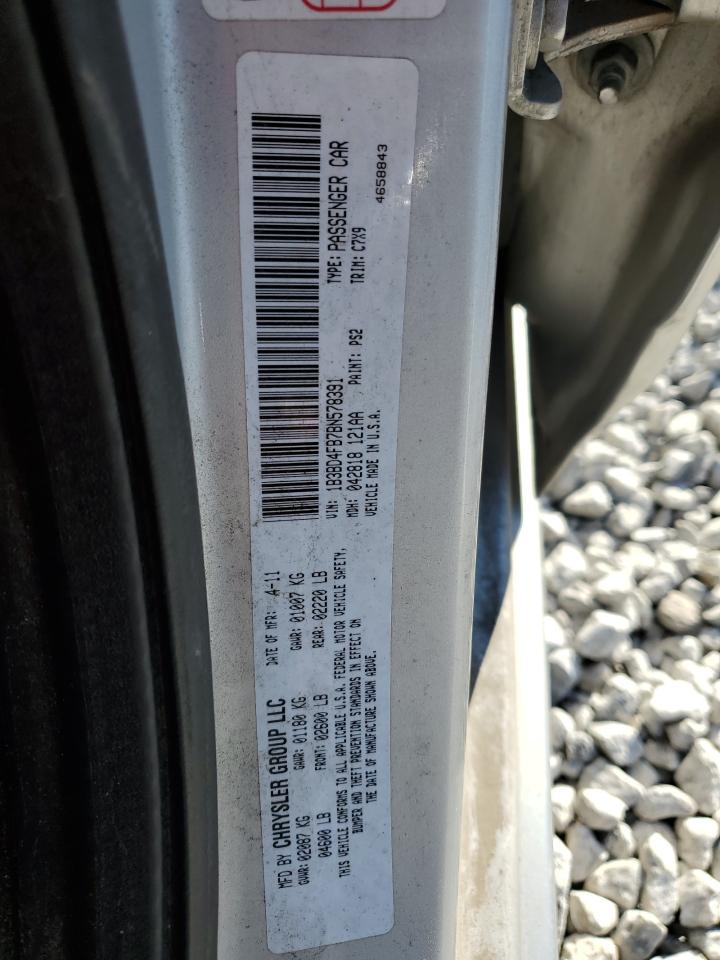 MFD BY CHRYSLER GROUP LLC
DATE OF MFR: 4-11
GVWR: 02087 KG
GAWR: 01180 KG
GAWR: 01007 KG
04600 LB
FRONT: 02600 LB
REAR: 02220 LB
THIS VEHICLE CONFORMS TO ALL APPLICABLE U.S.A. FEDERAL MOTOR VEHICLE SAFETY,
BUMPER AND THEFT PREVENTION STANDARDS IN EFFECT ON
THE DATE OF MANUFACTURE SHOWN ABOVE.
VIN: 1B3BD4FB7BN578391
TYPE: PASSENGER CAR
MDH: 042818 121AA
PAINT: PS2
TRIM: C7X9
VEHICLE MADE IN U.S.A.
4658843